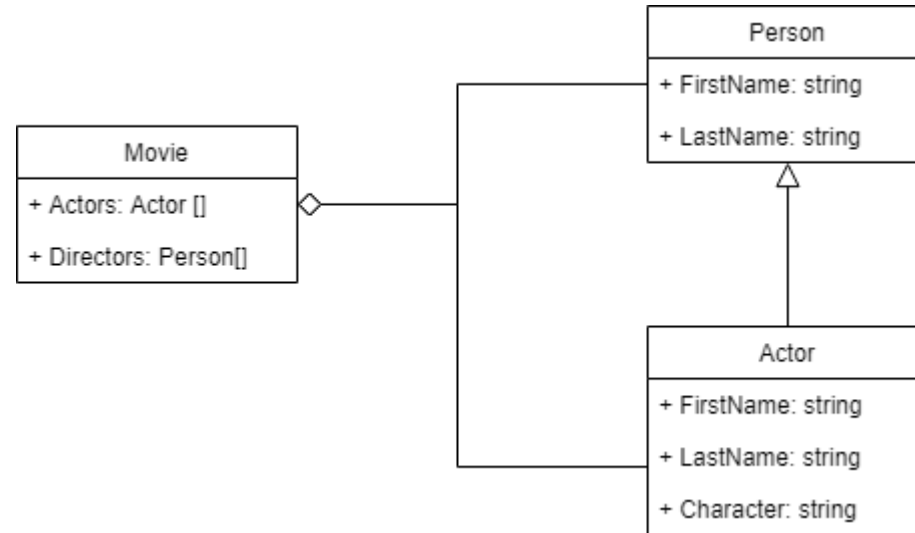 Person
+ FirstName: string
+ LastName: string
Movie
+ Actors: Actor []
+ Directors: Person[]
Actor
+ FirstName: string
+ LastName: string
+ Character: string